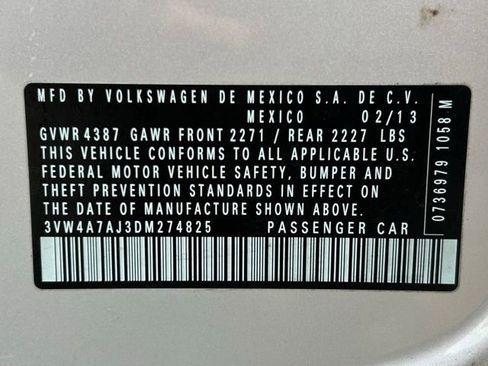 MFD BY VOLKSWAGEN DE MEXICO S.A. DE C.V.
MEXICO 02/13
GVWR 4387 GAWR FRONT 2271 / REAR 2227 LBS
THIS VEHICLE CONFORMS TO ALL APPLICABLE U.S.
FEDERAL MOTOR VEHICLE SAFETY, BUMPER AND
THEFT PREVENTION STANDARDS IN EFFECT ON
THE DATE OF MANUFACTURE SHOWN ABOVE.
3VW4A7AJ3DM274825 PASSENGER CAR
0736979 1058 M